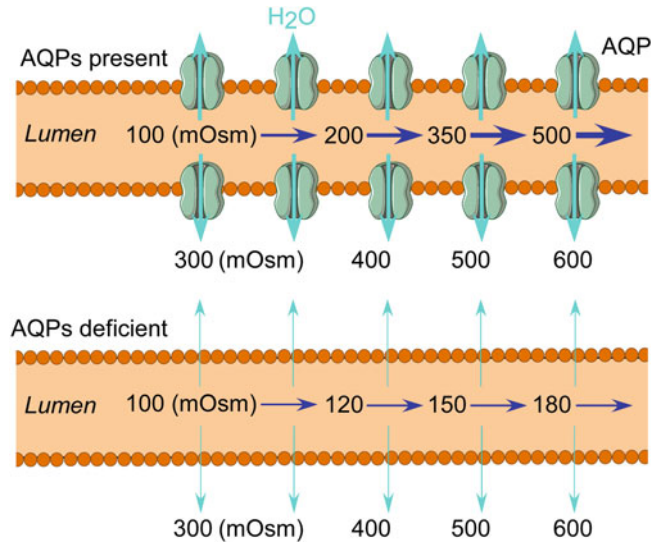 H₂O
AQPs present AQP
Lumen 100 (mOsm) 200 350 500
300 (mOsm) 400 500 600
AQPs deficient
Lumen 100 (mOsm) 120 150 180
300 (mOsm) 400 500 600